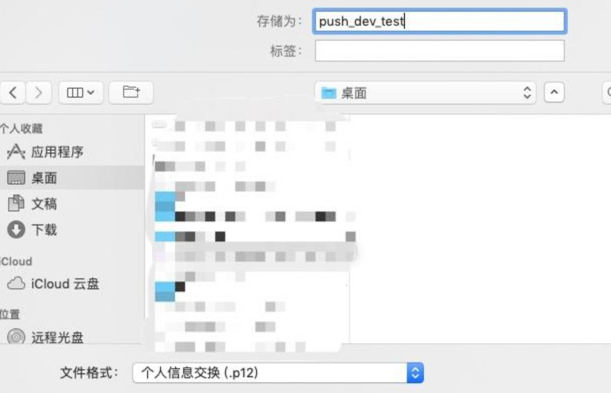 存储为：
push_dev_test
标签：
桌面
个人收藏
应用程序
桌面
文稿
下载
iCloud
iCloud 云盘
位置
远程光盘
文件格式：
个人信息交换 (.p12)